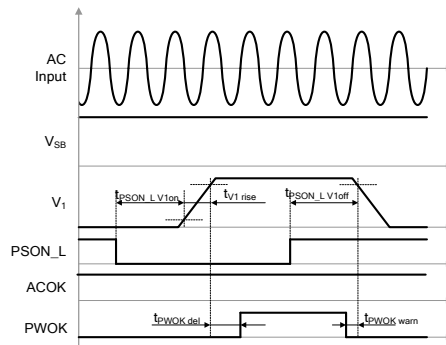 AC
Input
VSB
V1
tPSON_L V1on
tV1 rise
tPSON_L V1off
PSON_L
ACOK
PWOK
tPWOK del
tPWOK warn